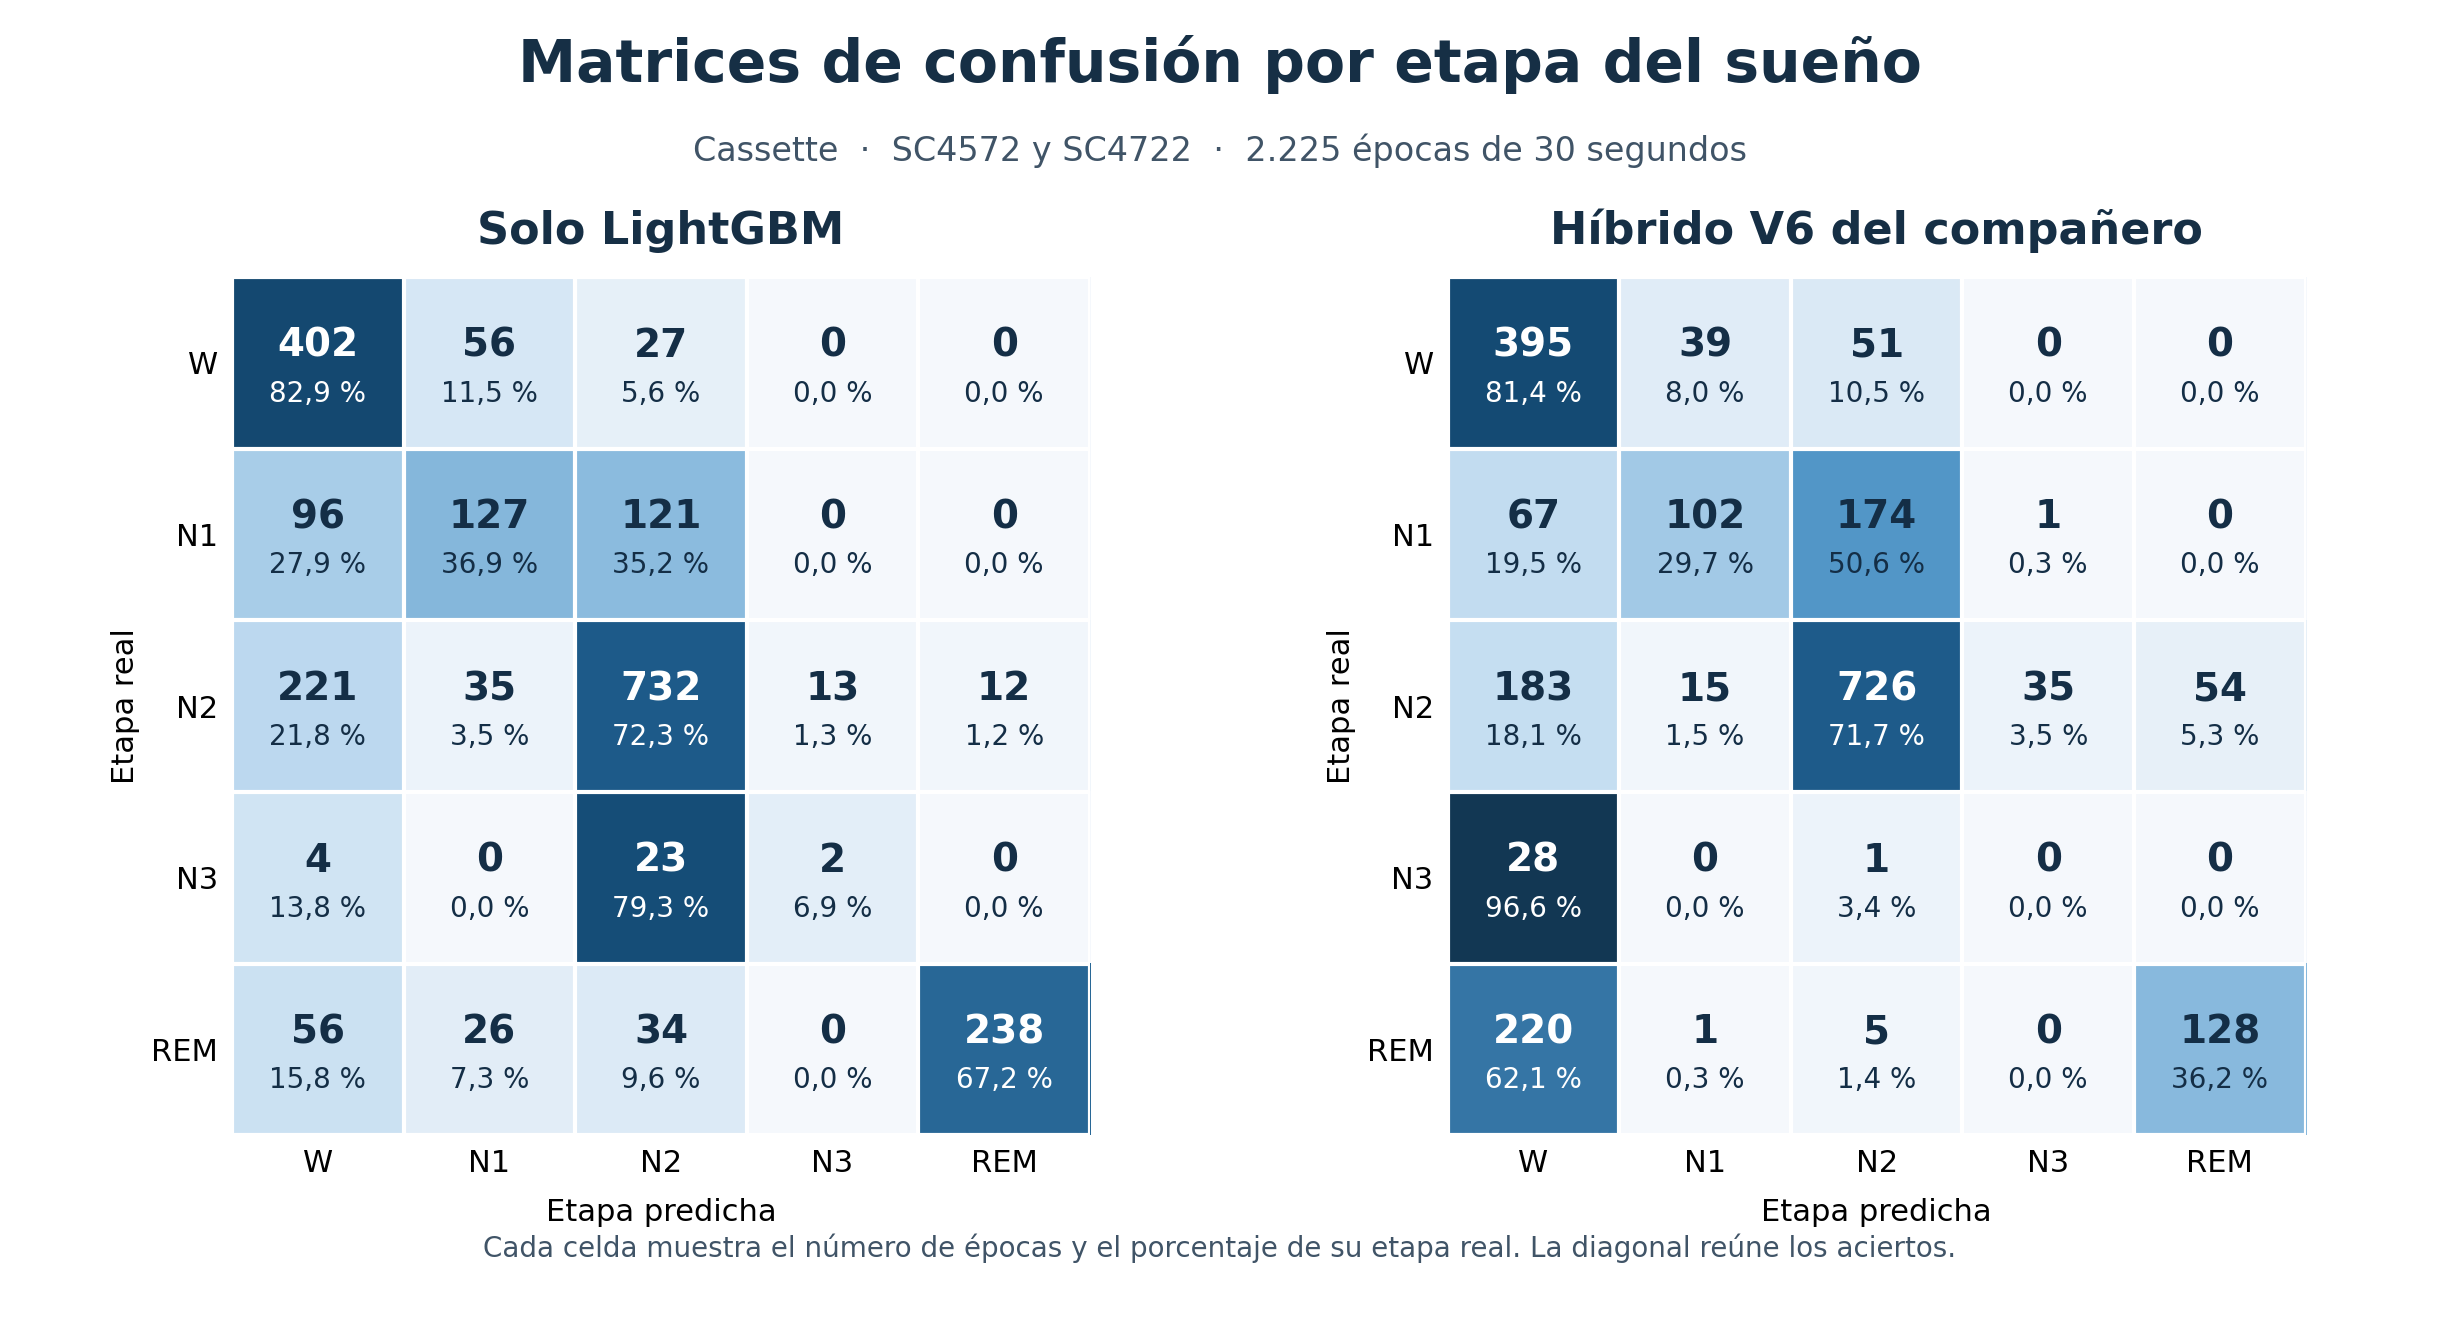 Matrices de confusión por etapa del sueño
Cassette · SC4572 y SC4722 · 2.225 épocas de 30 segundos
Solo LightGBM
402 56 27 0 0
82,9 % 11,5 % 5,6 % 0,0 % 0,0 %
W
96 127 121 0 0
N1
27,9 % 36,9 % 35,2 % 0,0 % 0,0 %
Etapa real
221 35 732 13 12
N2
21,8 % 3,5 % 72,3 % 1,3 % 1,2 %
4 0 23 2 0
N3
13,8 % 0,0 % 79,3 % 6,9 % 0,0 %
56 26 34 0 238
REM
15,8 % 7,3 % 9,6 % 0,0 % 67,2 %
W N1 N2 N3 REM
Etapa predicha
Híbrido V6 del compañero
395 39 51 0 0
W
81,4 % 8,0 % 10,5 % 0,0 % 0,0 %
67 102 174 1 0
N1
19,5 % 29,7 % 50,6 % 0,3 % 0,0 %
Etapa real
183 15 726 35 54
N2
18,1 % 1,5 % 71,7 % 3,5 % 5,3 %
28 0 1 0 0
N3
96,6 % 0,0 % 3,4 % 0,0 % 0,0 %
220 1 5 0 128
REM
62,1 % 0,3 % 1,4 % 0,0 % 36,2 %
W N1 N2 N3 REM
Etapa predicha
Cada celda muestra el número de épocas y el porcentaje de su etapa real. La diagonal reúne los aciertos.